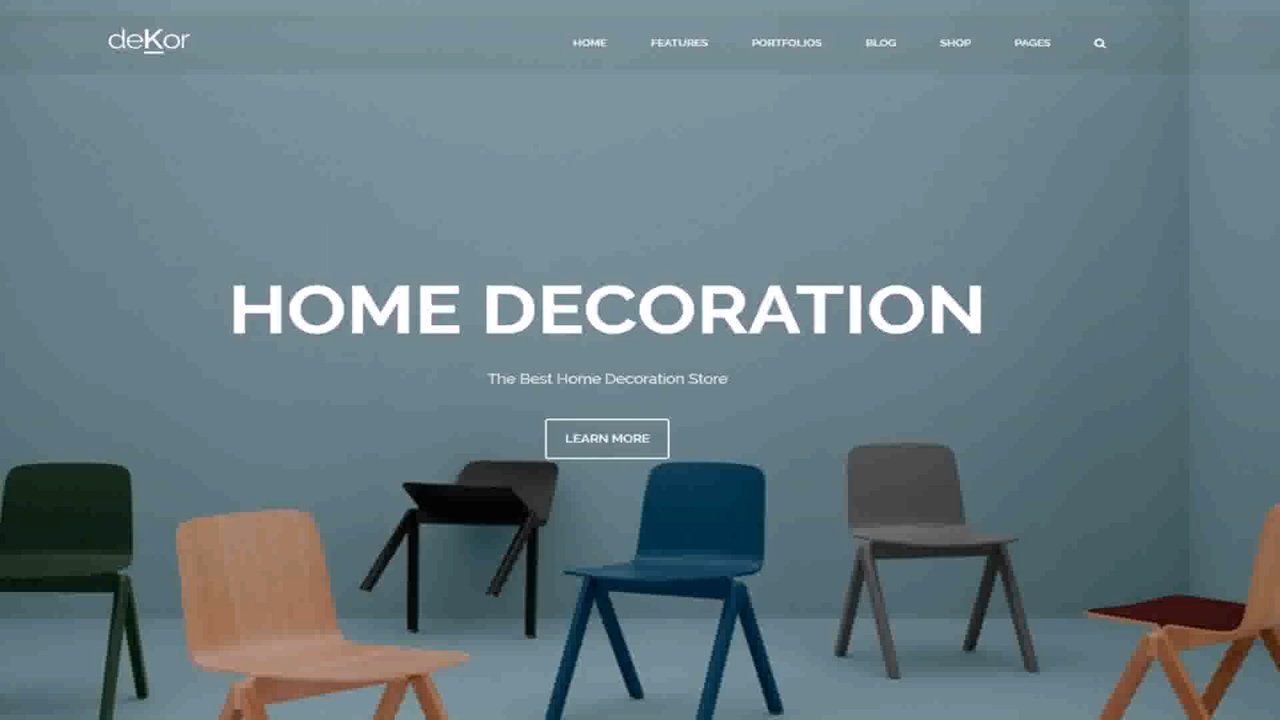 deKor
HOME FEATURES PORTFOLIOS BLOG SHOP PAGES
HOME DECORATION
The Best Home Decoration Store
LEARN MORE